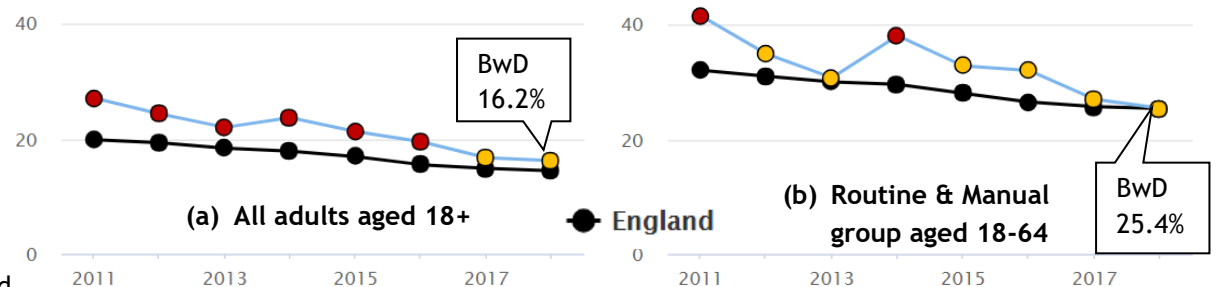 40
20
0
2011
2013
2015
2017
BwD
16.2%
(a) All adults aged 18+
England
40
20
0
2011
2013
2015
2017
(b) Routine & Manual
group aged 18-64
BwD
25.4%